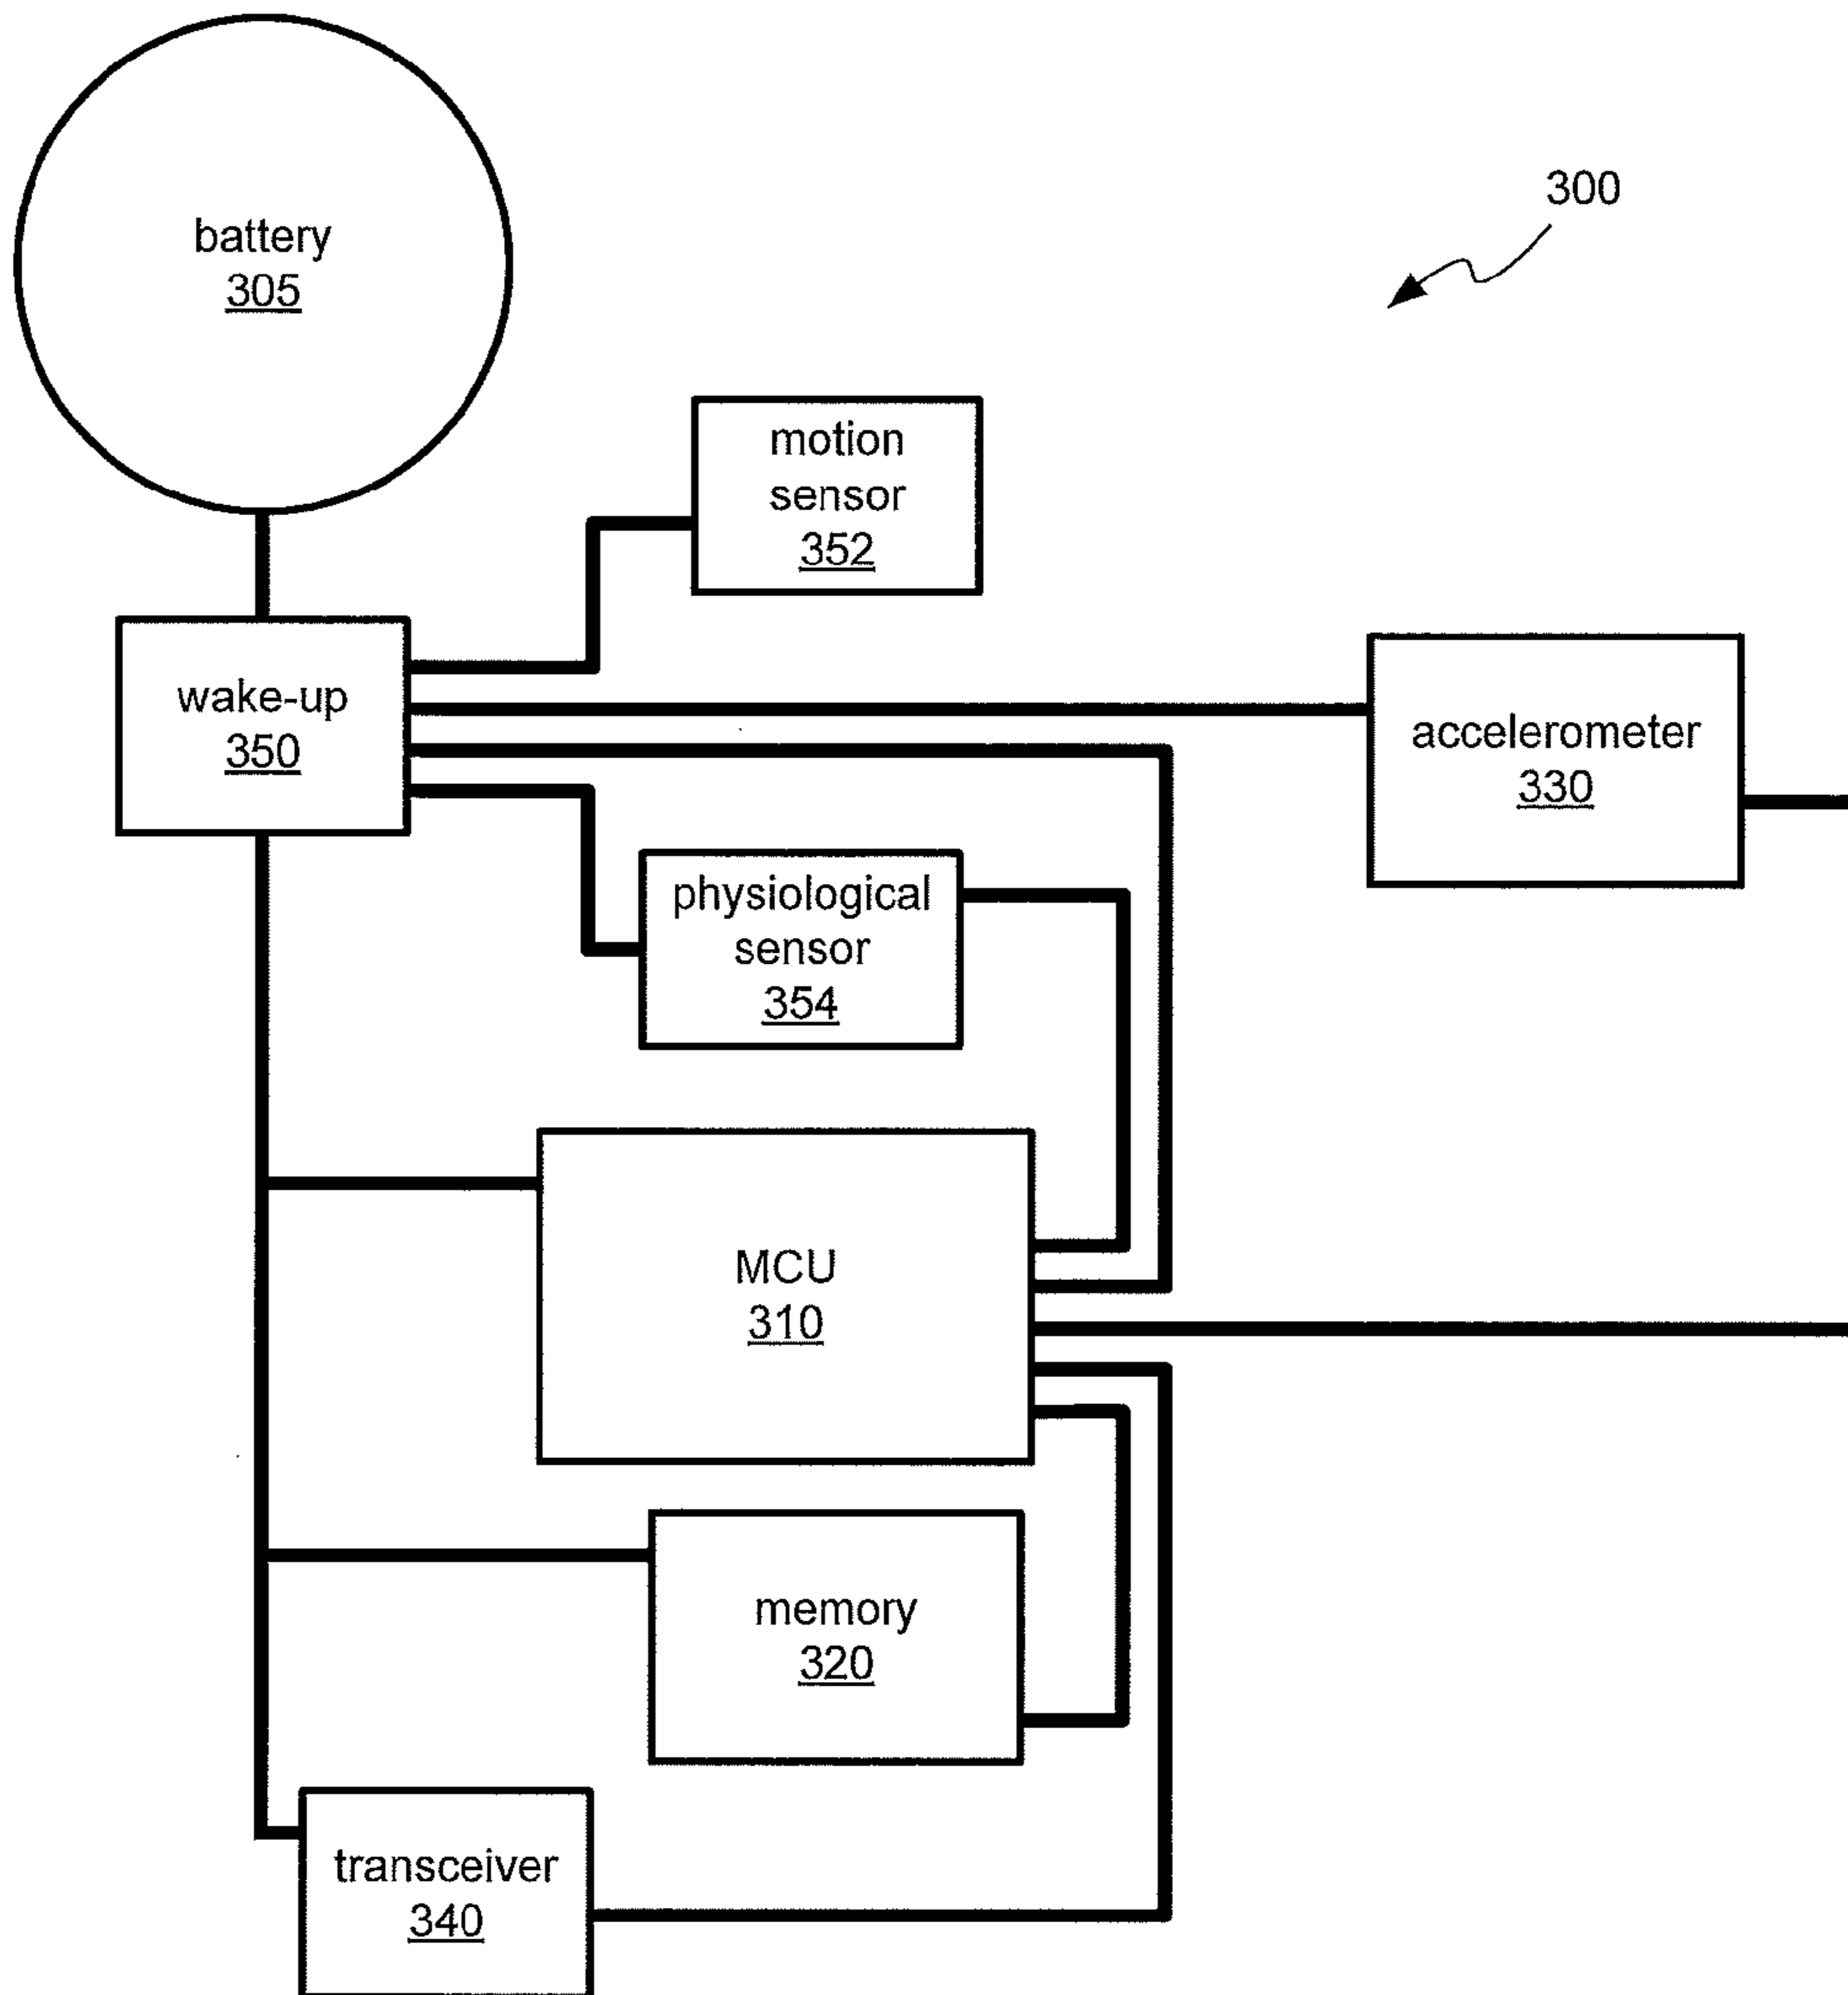 battery
305
300
motion
sensor
352
wake-up
350
accelerometer
330
physiological
sensor
354
MCU
310
memory
320
transceiver
340